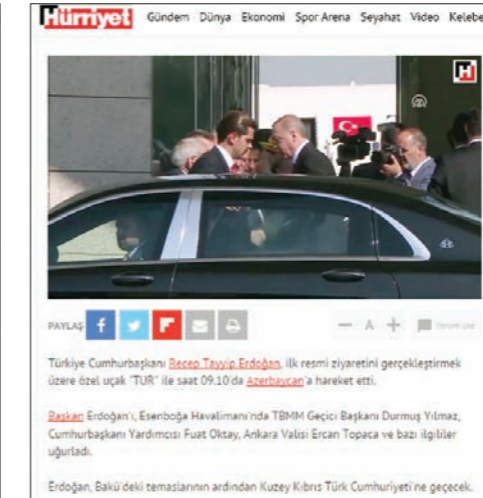 Hürriyet Gündem Dünya Ekonomi Spor Arena Seyahat Video Kelebe
H
PAYLAŞ f A Yorum yaz
Türkiye Cumhurbaşkanı Recep Tayyip Erdoğan, ilk resmi ziyaretini gerçekleştirmek
üzere özel uçak "TUR" ile saat 09.10'da Azerbaycan'a hareket etti.
Başkan Erdoğan'ı, Esenboğa Havalimanı'nda TBMM Geçici Başkanı Durmuş Yılmaz,
Cumhurbaşkanı Yardımcısı Fuat Oktay, Ankara Valisi Ercan Topaca ve bazı ilgililer
uğurladı.
Erdoğan, Bakü'deki temaslarının ardından Kuzey Kıbrıs Türk Cumhuriyeti'ne geçecek.